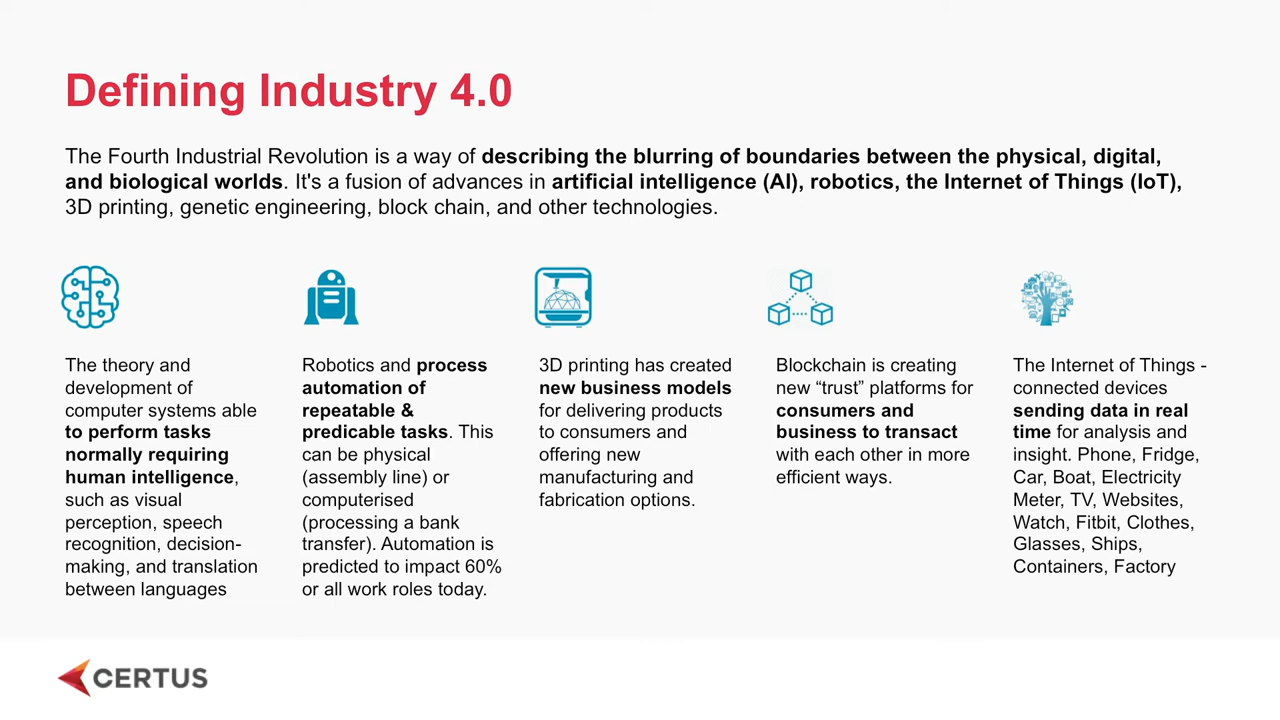 Defining Industry 4.0
The Fourth Industrial Revolution is a way of describing the blurring of boundaries between the physical, digital,
and biological worlds. It's a fusion of advances in artificial intelligence (AI), robotics, the Internet of Things (IoT),
3D printing, genetic engineering, block chain, and other technologies.
The theory and
development of
computer systems able
to perform tasks
normally requiring
human intelligence,
such as visual
perception, speech
recognition, decision-
making, and translation
between languages
Robotics and process
automation of
repeatable &
predicable tasks. This
can be physical
(assembly line) or
computerised
(processing a bank
transfer). Automation is
predicted to impact 60%
or all work roles today.
3D printing has created
new business models
for delivering products
to consumers and
offering new
manufacturing and
fabrication options.
Blockchain is creating
new “trust” platforms for
consumers and
business to transact
with each other in more
efficient ways.
The Internet of Things -
connected devices
sending data in real
time for analysis and
insight. Phone, Fridge,
Car, Boat, Electricity
Meter, TV, Websites,
Watch, Fitbit, Clothes,
Glasses, Ships,
Containers, Factory
CERTUS